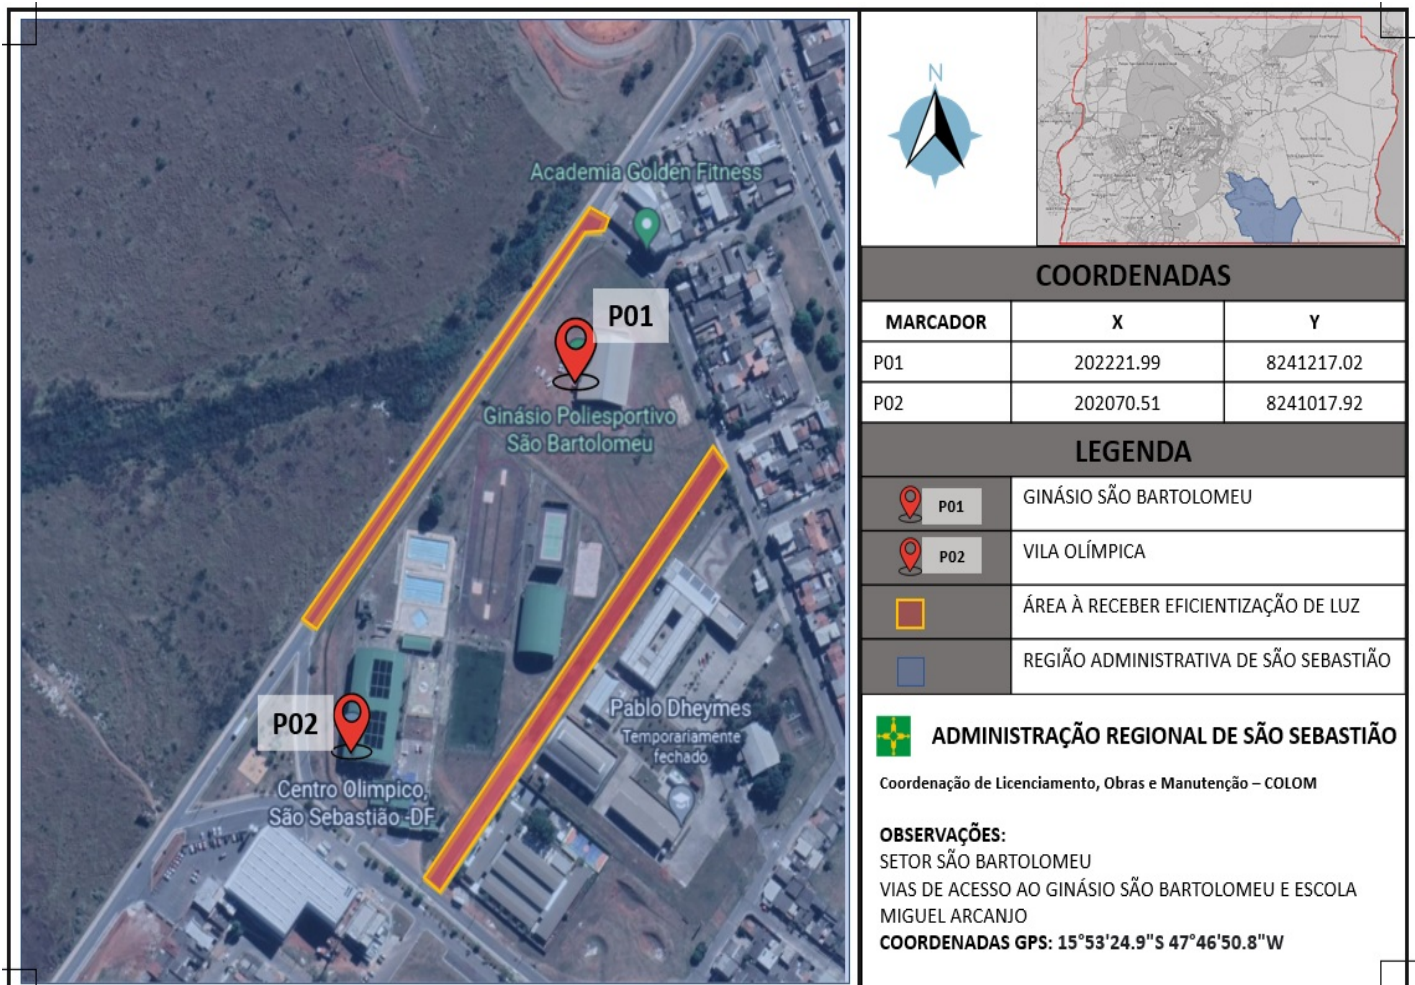 Academia Golden Fitness
P01
Ginásio Poliesportivo
São Bartolomeu
P02
Centro Olimpico,
São Sebastião -DF
Pablo Dheymes
Temporariamente
fechado
N
COORDENADAS
MARCADOR X Y
P01 202221.99 8241217.02
P02 202070.51 8241017.92
LEGENDA
P01 GINÁSIO SÃO BARTOLOMEU
P02 VILA OLÍMPICA
ÁREA À RECEBER EFICIENTIZAÇÃO DE LUZ
REGIÃO ADMINISTRATIVA DE SÃO SEBASTIÃO
ADMINISTRAÇÃO REGIONAL DE SÃO SEBASTIÃO
Coordenação de Licenciamento, Obras e Manutenção – COLOM
OBSERVAÇÕES:
SETOR SÃO BARTOLOMEU
VIAS DE ACESSO AO GINÁSIO SÃO BARTOLOMEU E ESCOLA
MIGUEL ARCANJO
COORDENADAS GPS: 15°53'24.9"S 47°46'50.8"W